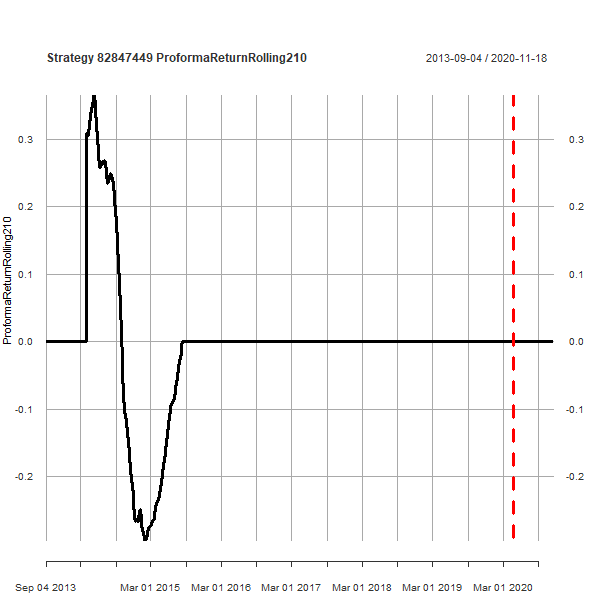 Strategy 82847449 ProformaReturnRolling210
2013-09-04 / 2020-11-18
ProformaReturnRolling210
0.3
0.2
0.1
0.0
-0.1
-0.2
0.3
0.2
0.1
0.0
-0.1
-0.2
Sep 04 2013
Mar 01 2015
Mar 01 2016
Mar 01 2017
Mar 01 2018
Mar 01 2019
Mar 01 2020